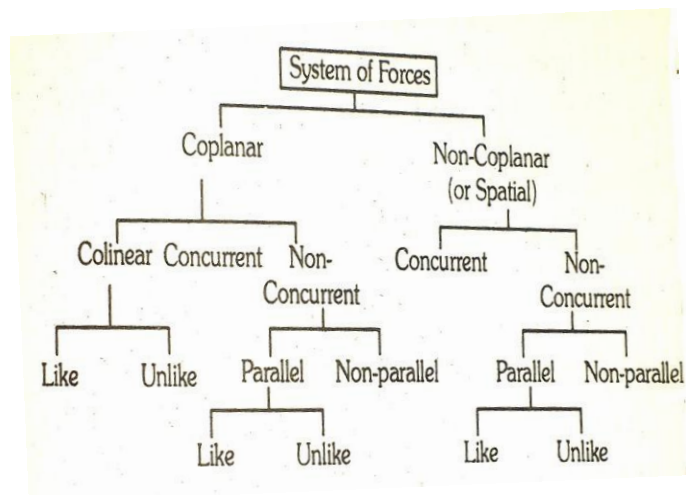 System of Forces
Coplanar
Non-Coplanar
(or Spatial)
Colinear Concurrent Non-
Concurrent
Concurrent Non-
Concurrent
Like Unlike
Parallel Non-parallel
Parallel Non-parallel
Like Unlike
Like Unlike